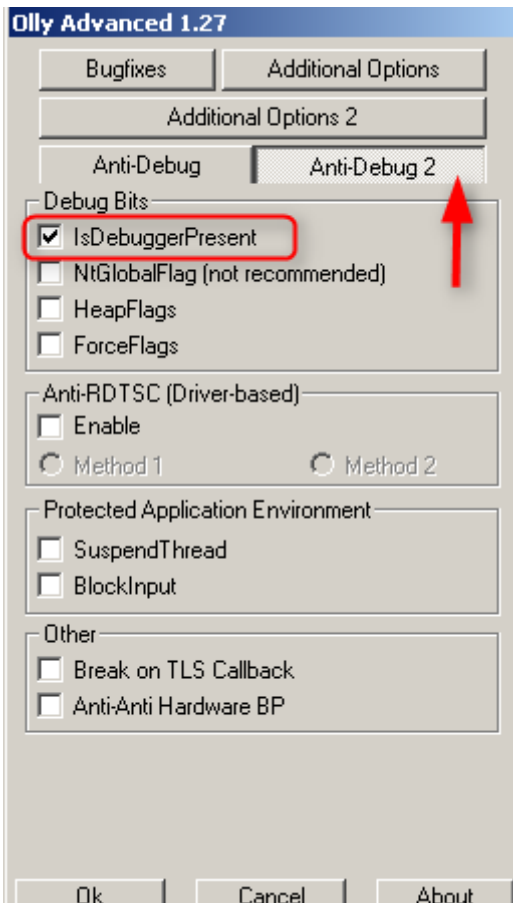 Olly Advanced 1.27
Bugfixes Additional Options
Additional Options 2
Anti-Debug Anti-Debug 2
Debug Bits
IsDebuggerPresent
NtGlobalFlag (not recommended)
HeapFlags
ForceFlags
Anti-RDTSC (Driver-based)
Enable
Method 1 Method 2
Protected Application Environment
SuspendThread
BlockInput
Other
Break on TLS Callback
Anti-Anti Hardware BP
Ok Cancel About